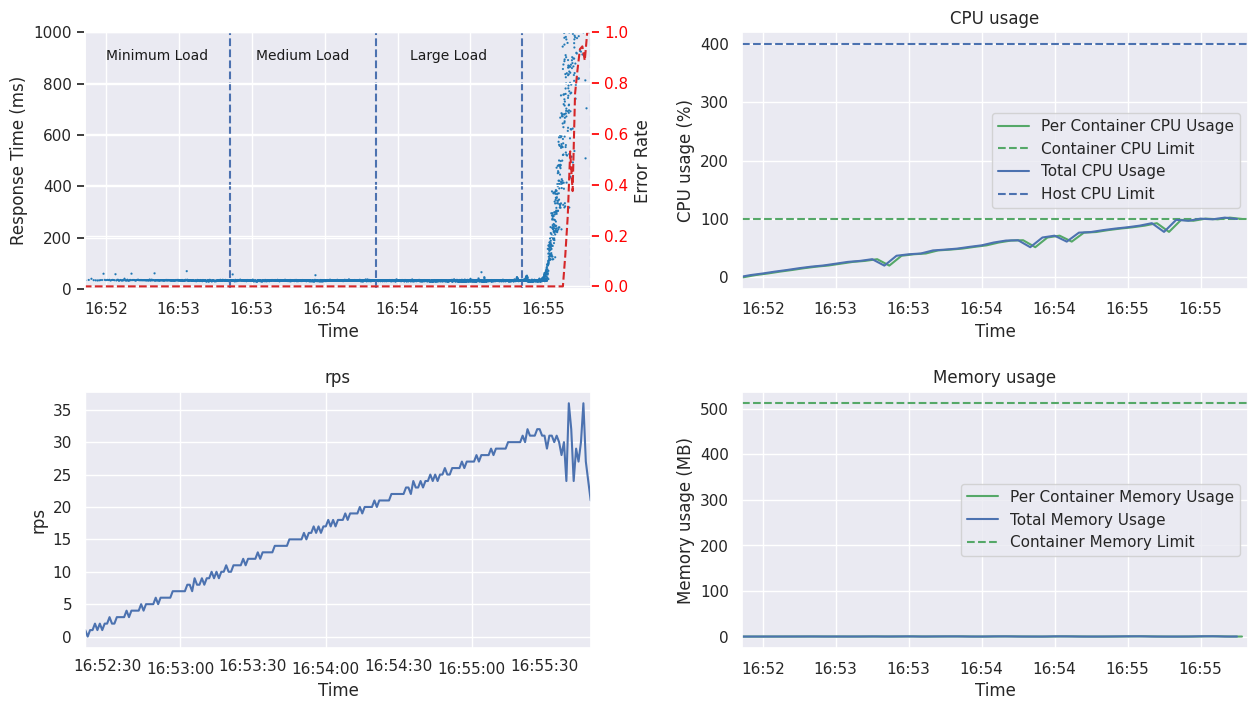 1000
800
600
400
200
0
Response Time (ms)
Minimum Load
Medium Load
Large Load
1.0
0.8
0.6
0.4
0.2
0.0
Error Rate
16:52 16:53 16:53 16:54 16:54 16:55 16:55
Time
CPU usage
400
300
200
100
0
CPU usage (%)
Per Container CPU Usage
Container CPU Limit
Total CPU Usage
Host CPU Limit
16:52 16:53 16:53 16:54 16:54 16:55 16:55
Time
rps
35
30
25
20
15
10
5
0
rps
16:52:30 16:53:00 16:53:30 16:54:00 16:54:30 16:55:00 16:55:30
Time
Memory usage
500
400
300
200
100
0
Memory usage (MB)
Per Container Memory Usage
Total Memory Usage
Container Memory Limit
16:52 16:53 16:53 16:54 16:54 16:55 16:55
Time